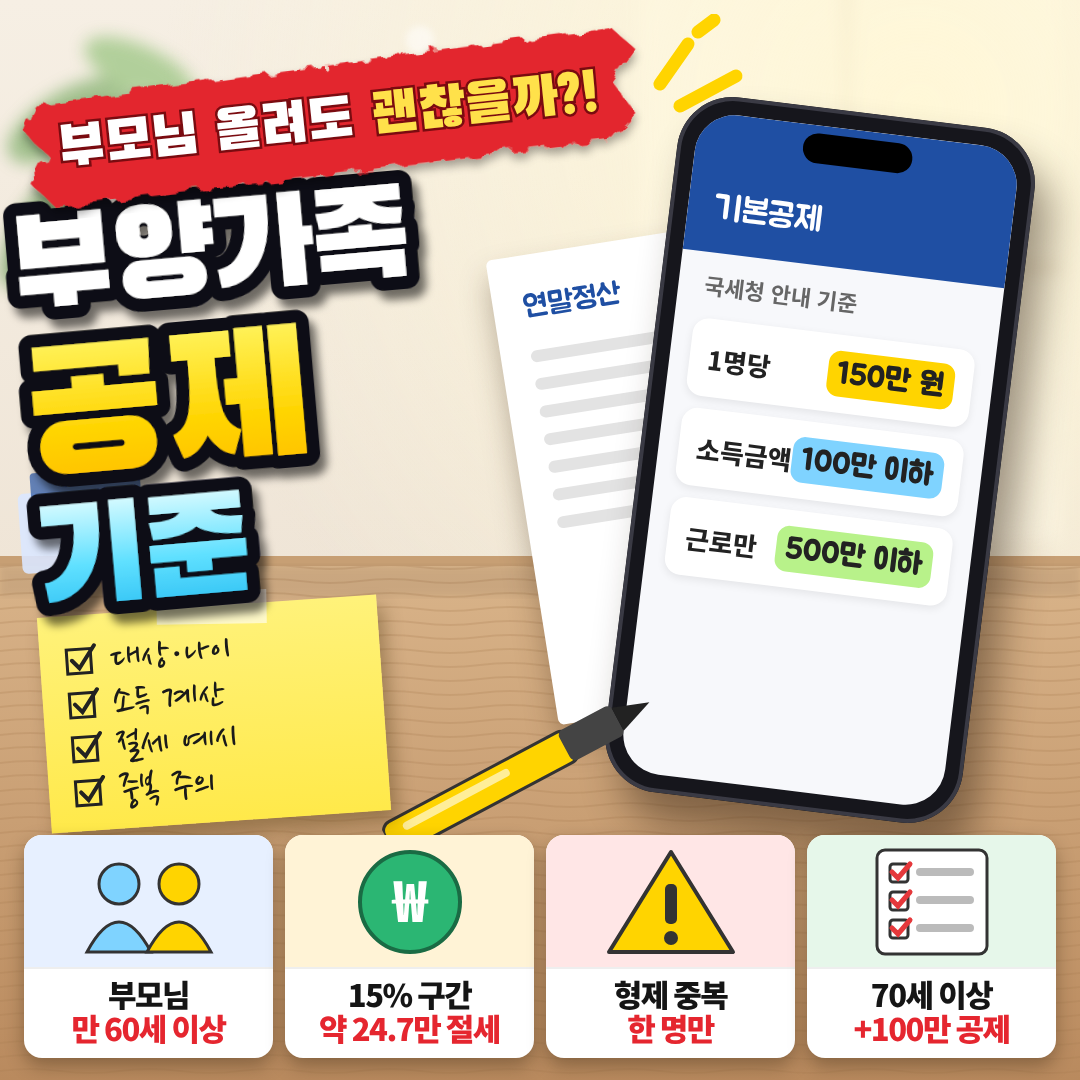 부모님 올려도 괜찮을까?!
부양가족
공제
기준
연말정산
기본공제
국세청 안내 기준
1명당 150만 원
소득금액 100만 이하
근로만 500만 이하
대상·나이
소득 계산
절세 예시
중복 주의
₩
부모님
만 60세 이상
15% 구간
약 24.7만 절세
형제 중복
한 명만
70세 이상
+100만 공제